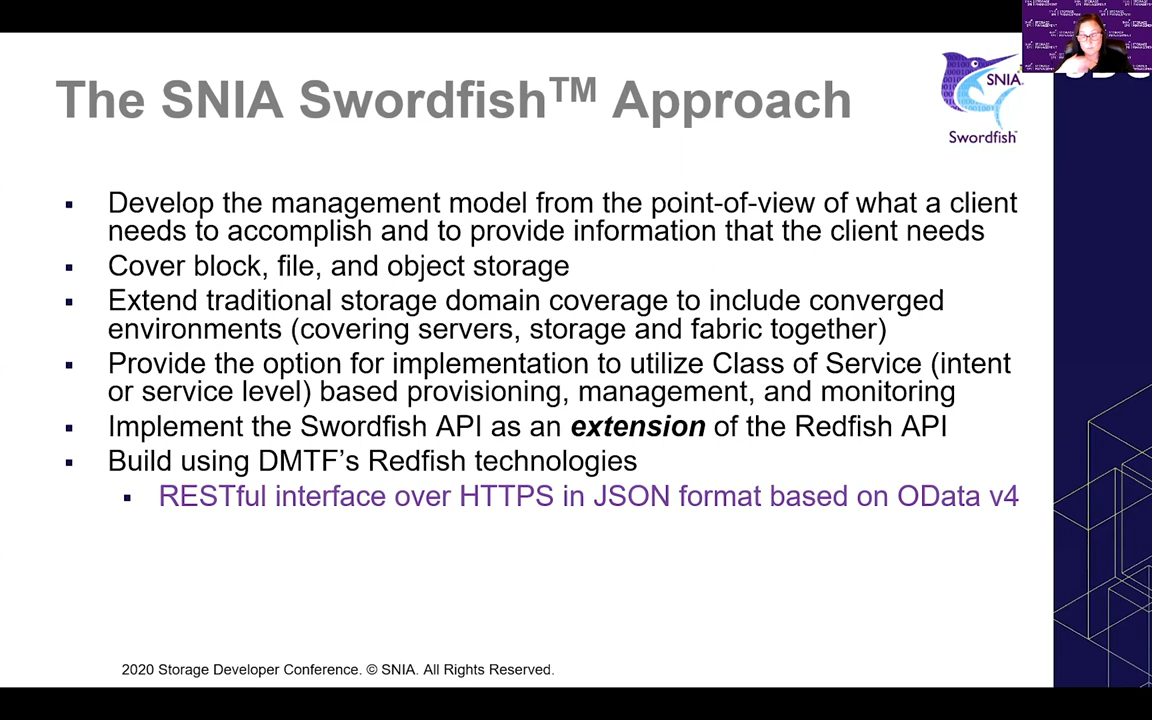 The SNIA Swordfish™ Approach
SNIA
Swordfish
▪ Develop the management model from the point-of-view of what a client
needs to accomplish and to provide information that the client needs
▪ Cover block, file, and object storage
▪ Extend traditional storage domain coverage to include converged
environments (covering servers, storage and fabric together)
▪ Provide the option for implementation to utilize Class of Service (intent
or service level) based provisioning, management, and monitoring
▪ Implement the Swordfish API as an extension of the Redfish API
▪ Build using DMTF’s Redfish technologies
▪ RESTful interface over HTTPS in JSON format based on OData v4
2020 Storage Developer Conference. © SNIA. All Rights Reserved.